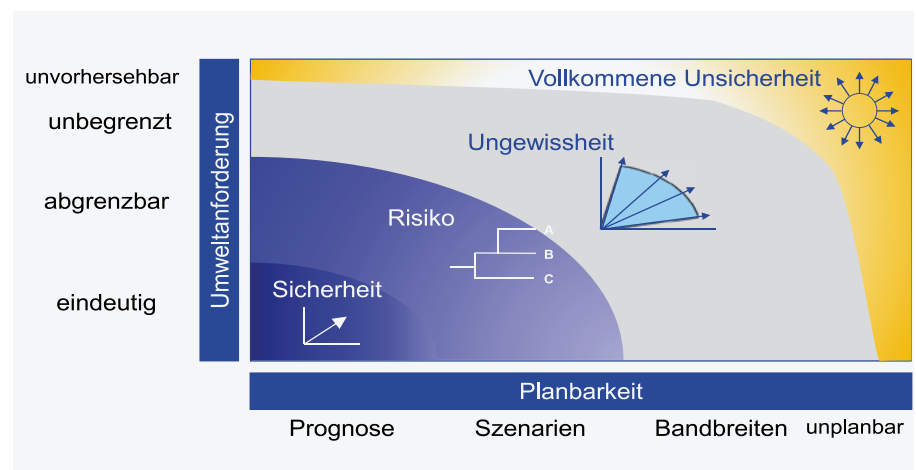 unvorhersehbar
Vollkommene Unsicherheit
unbegrenzt
Ungewissheit
abgrenzbar
Umweltanforderung
Risiko
A
B
C
Sicherheit
eindeutig
Planbarkeit
Prognose Szenarien Bandbreiten unplanbar